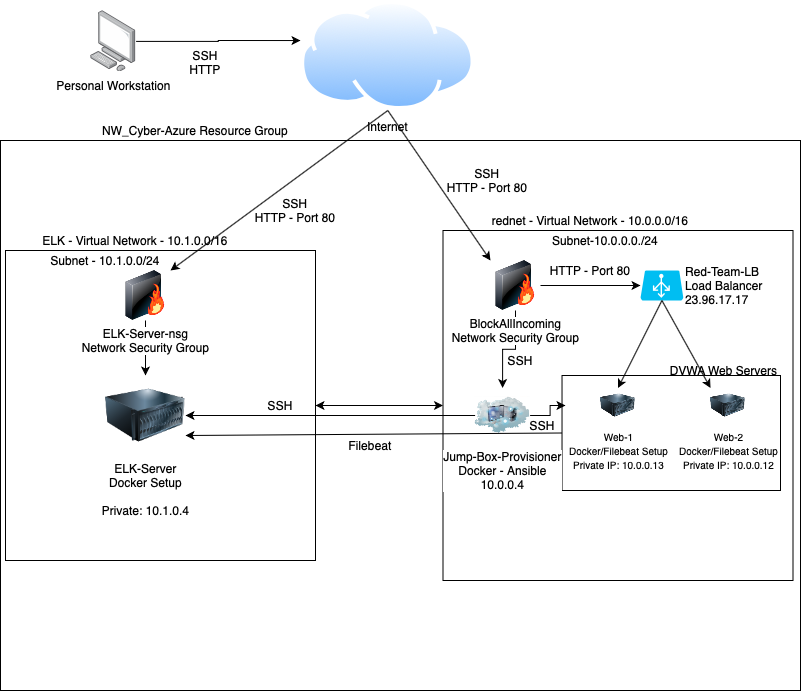 SSH
HTTP
Personal Workstation
Internet
NW_Cyber-Azure Resource Group
SSH
HTTP - Port 80
SSH
HTTP - Port 80
rednet - Virtual Network - 10.0.0.0/16
ELK - Virtual Network - 10.1.0.0/16
Subnet-10.0.0.0./24
Subnet - 10.1.0.0/24
HTTP - Port 80
Red-Team-LB
Load Balancer
23.96.17.17
ELK-Server-nsg
Network Security Group
BlockAllIncoming
Network Security Group
SSH
DVWA Web Servers
SSH
SSH
Filebeat
Web-1
Docker/Filebeat Setup
Private IP: 10.0.0.13
Web-2
Docker/Filebeat Setup
Private IP: 10.0.0.12
Jump-Box-Provisioner
Docker - Ansible
10.0.0.4
ELK-Server
Docker Setup
Private: 10.1.0.4